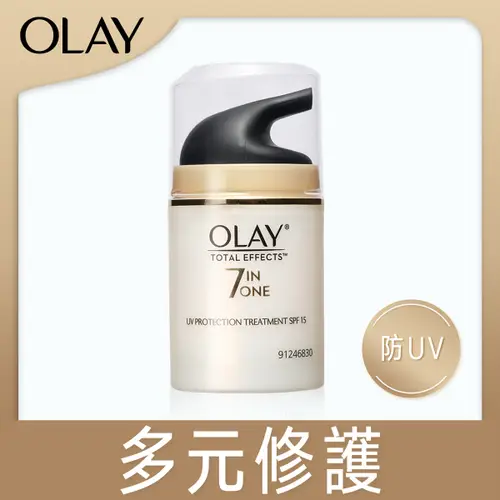 OLAY
OLAY®
TOTAL EFFECTS™
7 IN ONE
UV PROTECTION TREATMENT SPF 15
91246830
防UV
多元修護